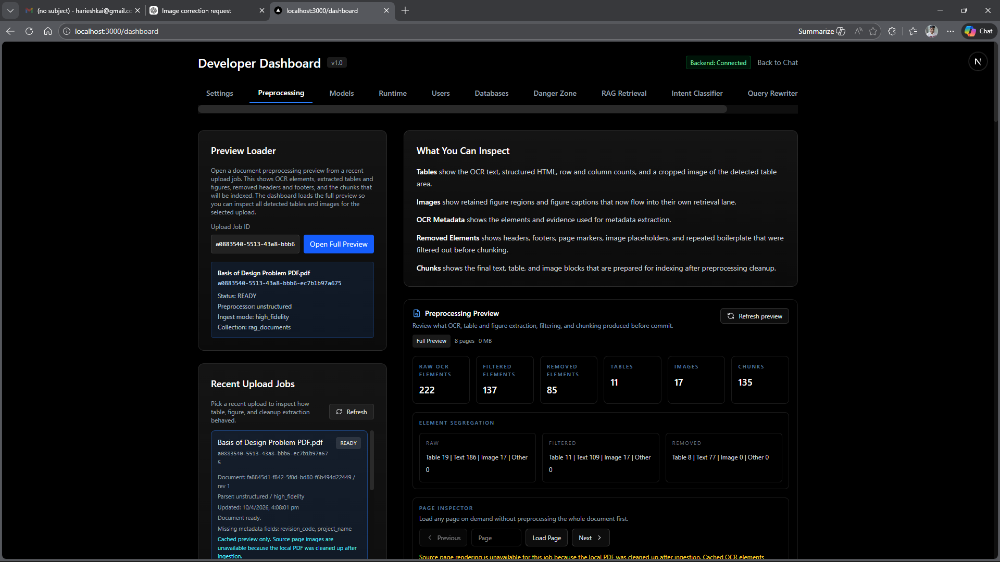 (no subject) - harieshkai@gmail.co
Image correction request
localhost:3000/dashboard
localhost:3000/dashboard
Summarize
Chat
Developer Dashboard
v1.0
Backend: Connected
Back to Chat
N
Settings
Preprocessing
Models
Runtime
Users
Databases
Danger Zone
RAG Retrieval
Intent Classifier
Query Rewriter
Preview Loader
Open a document preprocessing preview from a recent
upload job. This shows OCR elements, extracted tables and
figures, removed headers and footers, and the chunks that
will be indexed. The dashboard loads the full preview so
you can inspect all detected tables and images for the
selected upload.
Upload Job ID
a0883540-5513-43a8-bbb6
Open Full Preview
Basis of Design Problem PDF.pdf
a0883540-5513-43a8-bbb6-ec7b1b97a675
Status: READY
Preprocessor: unstructured
Ingest mode: high_fidelity
Collection: rag_documents
Recent Upload Jobs
Pick a recent upload to inspect how
table, figure, and cleanup extraction
behaved.
Refresh
Basis of Design Problem PDF.pdf
READY
a0883540-5513-43a8-bbb6-ec7b1b97a67
5
Document: fa8845d1-f842-5f0d-bd80-f6b494d22449 /
rev 1
Parser: unstructured / high_fidelity
Updated: 10/4/2026, 4:08:01 pm
Document ready.
Missing metadata fields: revision_code, project_name
Cached preview only. Source page images are
unavailable because the local PDF was cleaned up after
ingestion.
What You Can Inspect
Tables show the OCR text, structured HTML, row and column counts, and a cropped image of the detected table
area.
Images show retained figure regions and figure captions that now flow into their own retrieval lane.
OCR Metadata shows the elements and evidence used for metadata extraction.
Removed Elements shows headers, footers, page markers, image placeholders, and repeated boilerplate that were
filtered out before chunking.
Chunks shows the final text, table, and image blocks that are prepared for indexing after preprocessing cleanup.
Preprocessing Preview
Refresh preview
Review what OCR, table and figure extraction, filtering, and chunking produced before commit.
Full Preview
8 pages
0 MB
RAW OCR
ELEMENTS
222
FILTERED
ELEMENTS
137
REMOVED
ELEMENTS
85
TABLES
11
IMAGES
17
CHUNKS
135
ELEMENT SEGREGATION
RAW
Table 19 | Text 186 | Image 17 | Other
0
FILTERED
Table 11 | Text 109 | Image 17 | Other
0
REMOVED
Table 8 | Text 77 | Image 0 | Other 0
PAGE INSPECTOR
Load any page on demand without preprocessing the whole document first.
Previous
Page
Load Page
Next
Source page rendering is unavailable for this job because the local PDF was cleaned up after ingestion. Cached OCR elements